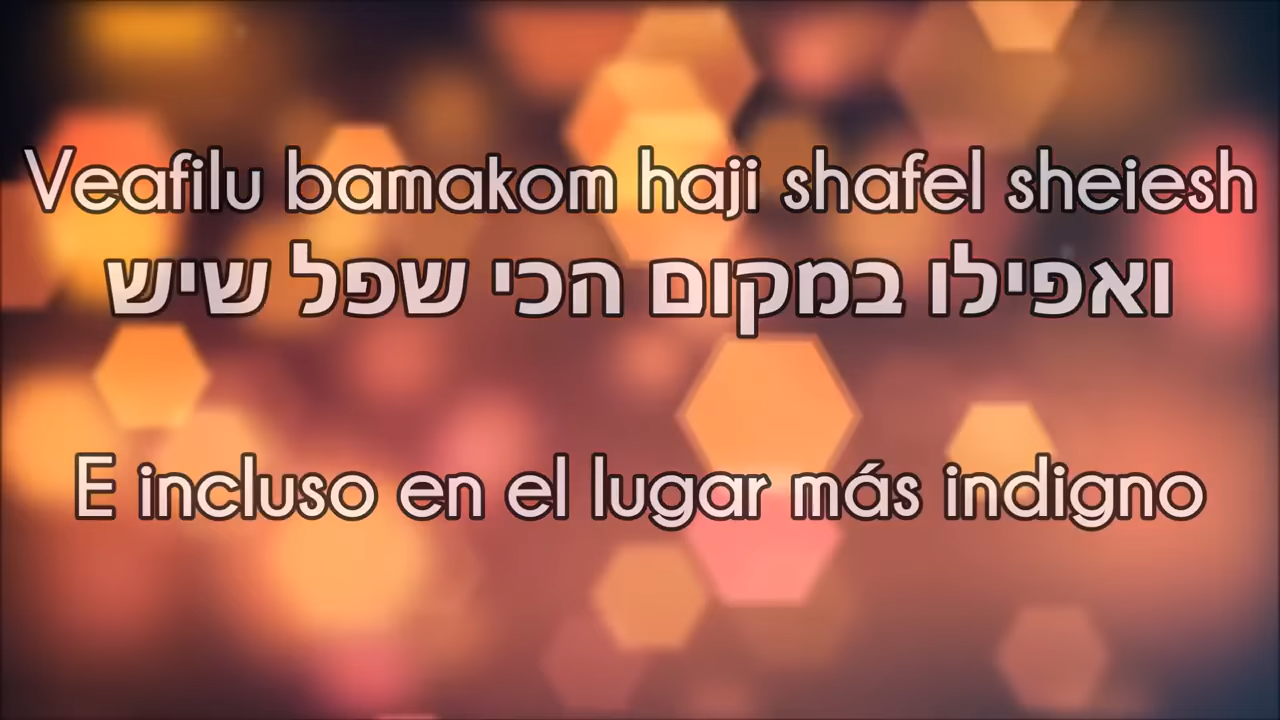 Veafilu bamakom haji shafel sheiesh
ואפילו במקום הכי שפל שיש
E incluso en el lugar más indigno